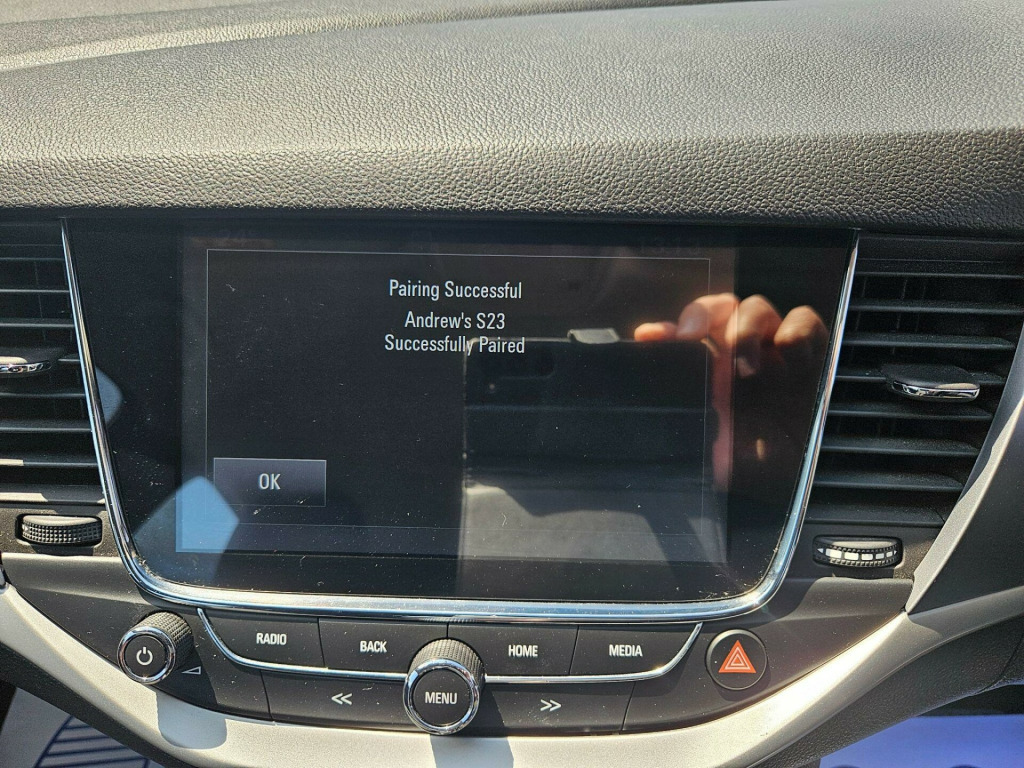 Pairing Successful
Andrew's S23
Successfully Paired
OK
RADIO
BACK
HOME
MEDIA
MENU